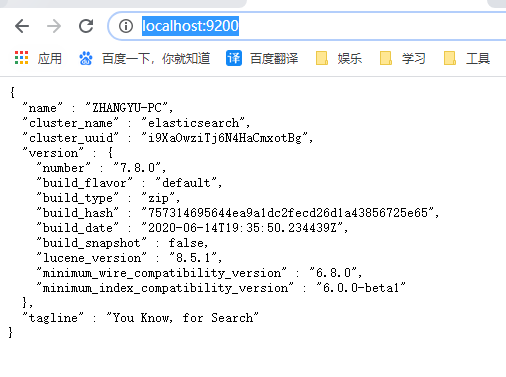 localhost:9200
应用 百度一下，你就知道 译 百度翻译 娱乐 学习 工具
{
  "name" : "ZHANGYU-PC",
  "cluster_name" : "elasticsearch",
  "cluster_uuid" : "i9XaOwziTj6N4HaCmxotBg",
  "version" : {
    "number" : "7.8.0",
    "build_flavor" : "default",
    "build_type" : "zip",
    "build_hash" : "757314695644ea9a1dc2fecd26d1a43856725e65",
    "build_date" : "2020-06-14T19:35:50.234439Z",
    "build_snapshot" : false,
    "lucene_version" : "8.5.1",
    "minimum_wire_compatibility_version" : "6.8.0",
    "minimum_index_compatibility_version" : "6.0.0-beta1"
  },
  "tagline" : "You Know, for Search"
}